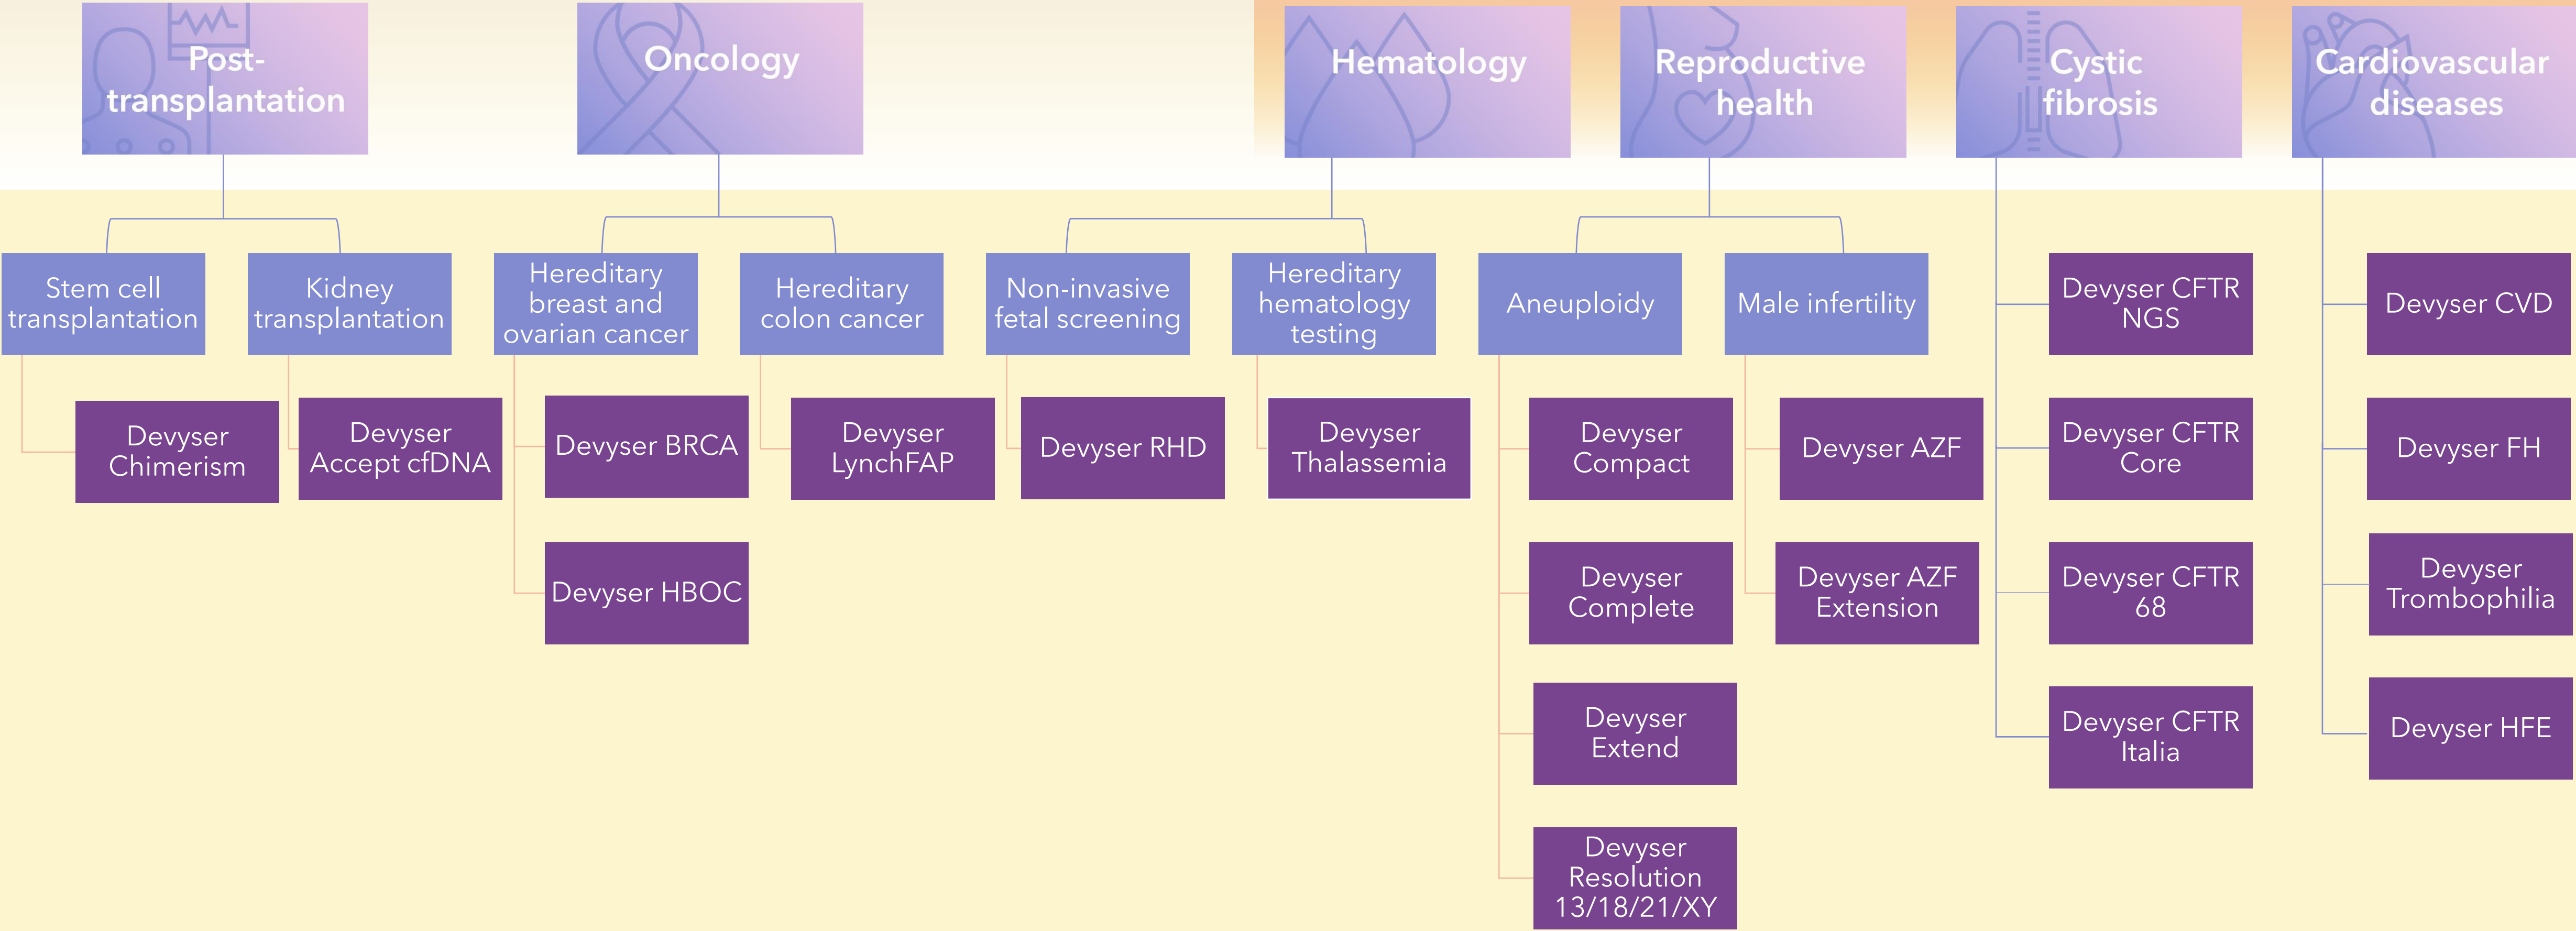 Post-
transplantation
Oncology
Hematology
Reproductive
health
Cystic
fibrosis
Cardiovascular
diseases
Stem cell
transplantation
Kidney
transplantation
Hereditary
breast and
ovarian cancer
Hereditary
colon cancer
Non-invasive
fetal screening
Hereditary
hematology
testing
Aneuploidy
Male infertility
Devyser CFTR
NGS
Devyser CVD
Devyser
Chimerism
Devyser
Accept cfDNA
Devyser BRCA
Devyser
LynchFAP
Devyser RHD
Devyser
Thalassemia
Devyser
Compact
Devyser AZF
Devyser CFTR
Core
Devyser FH
Devyser HBOC
Devyser
Complete
Devyser AZF
Extension
Devyser CFTR
68
Devyser
Trombophilia
Devyser
Extend
Devyser CFTR
Italia
Devyser HFE
Devyser
Resolution
13/18/21/XY